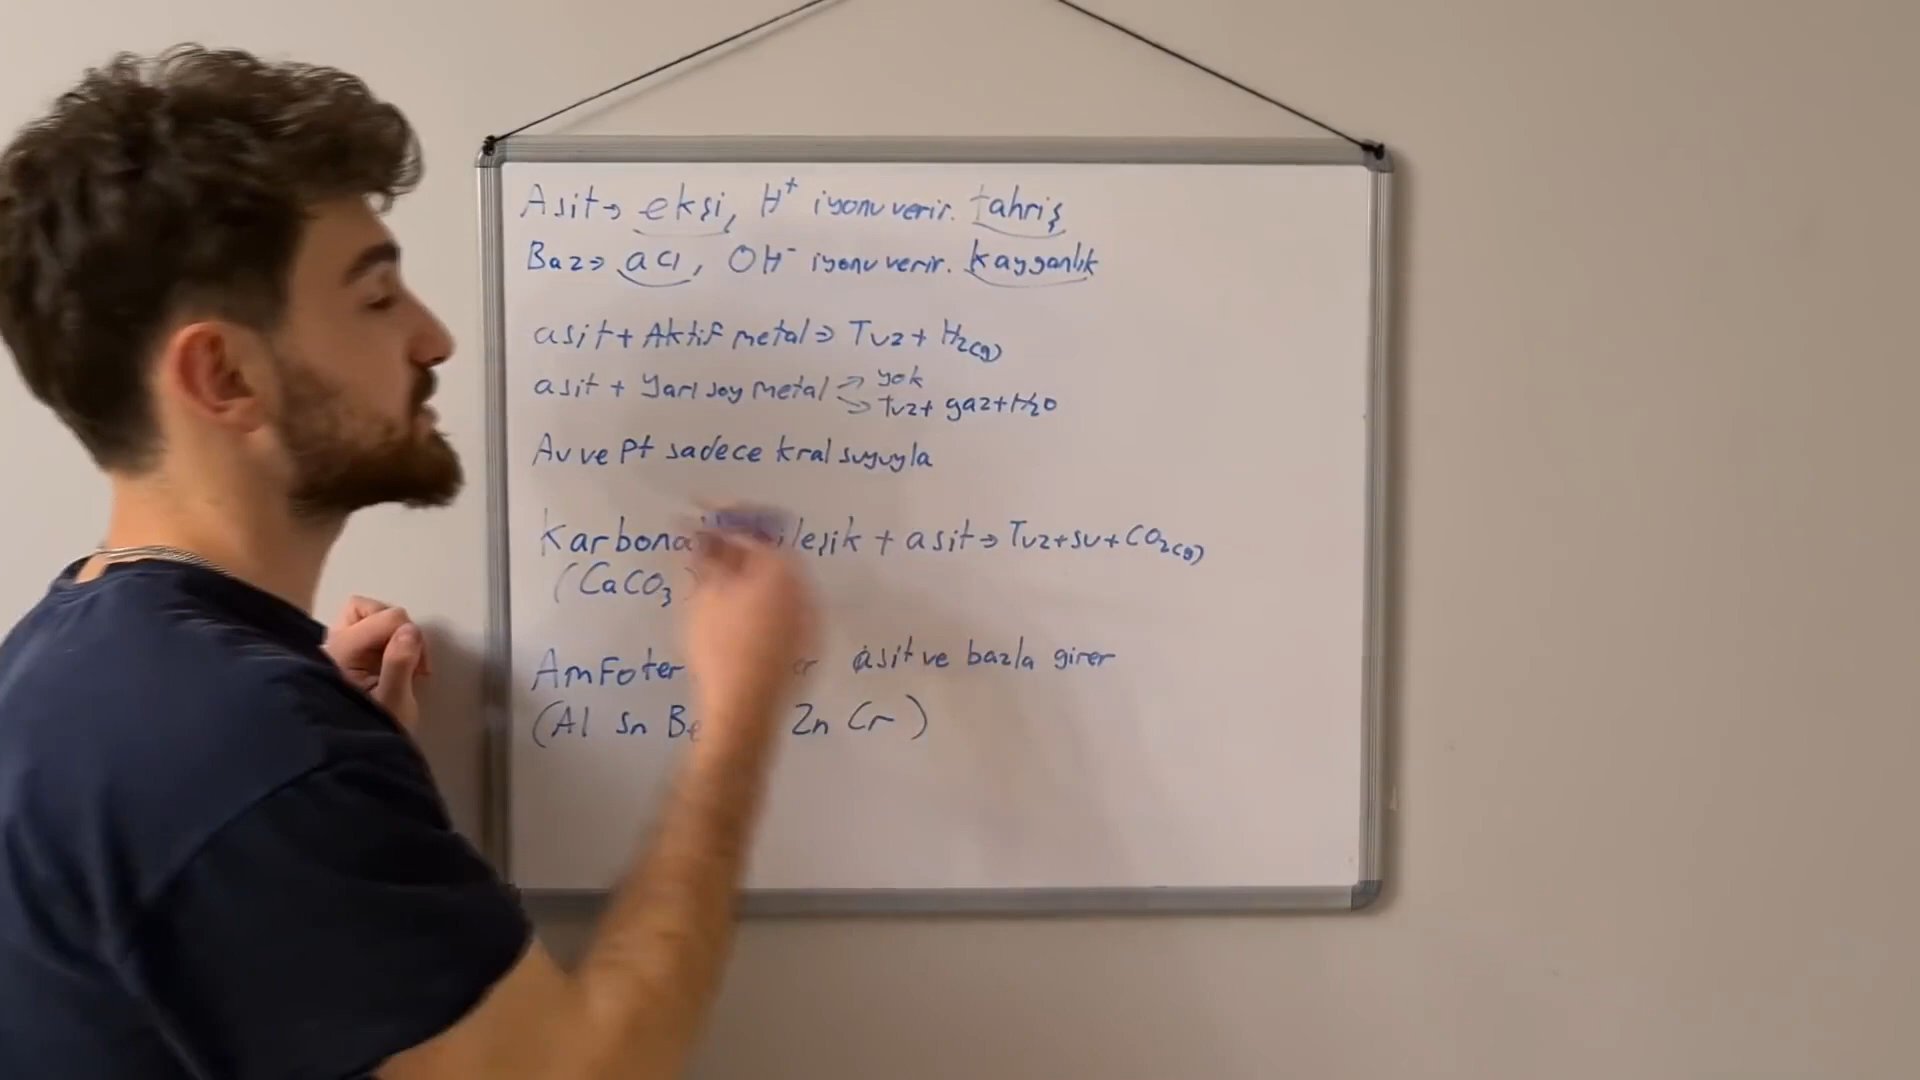 Asit→ ekşi, H⁺ iyonu verir. tahriş
Baz→ acı, OH⁻ iyonu verir. kayganlık
asit + Aktif metal → Tuz + H₂(g)
asit + Yarı soy metal → yok
→ Tuz + gaz + H₂O
Au ve Pt sadece kral suyuyla
Karbona ileşik + asit → Tuz + su + CO₂(g)
(CaCO₃)
Amfoter asit ve bazla girer
(Al Sn Zn Cr)